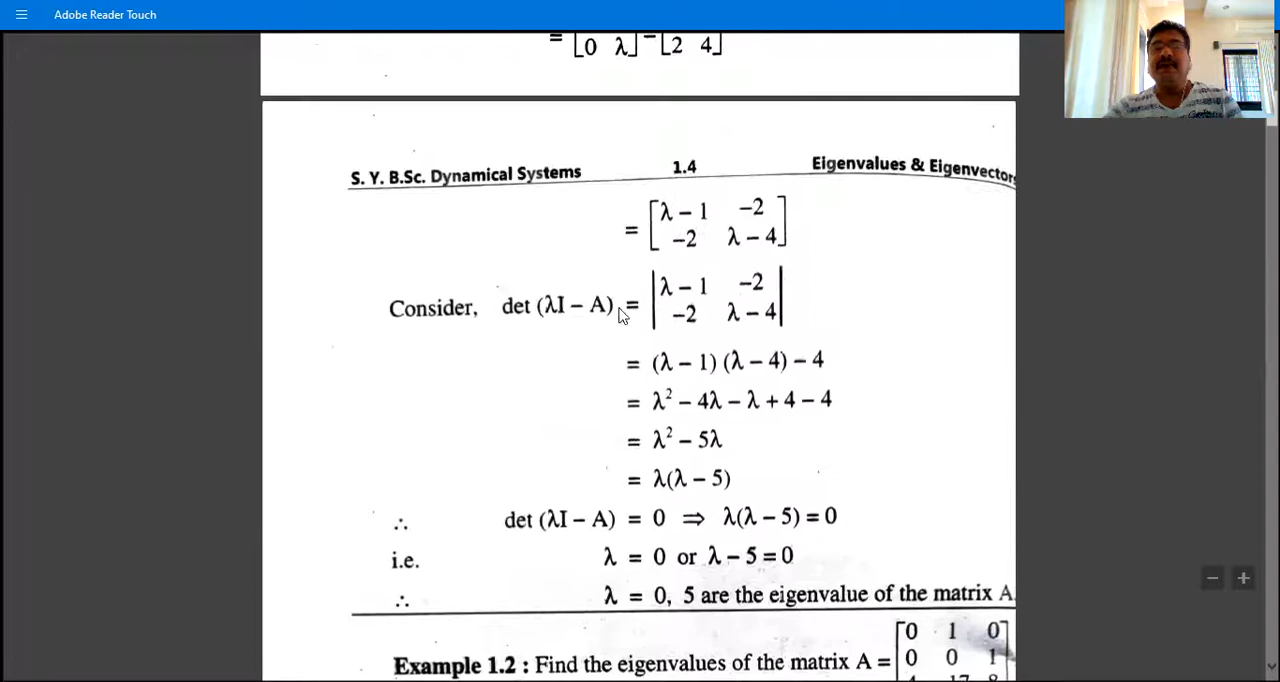 Adobe Reader Touch
= [0 λ] − [2 4]
S. Y. B.Sc. Dynamical Systems 1.4 Eigenvalues & Eigenvectors
= [λ − 1 −2
−2 λ − 4]
Consider, det (λI − A) = |λ − 1 −2
−2 λ − 4|
= (λ − 1) (λ − 4) − 4
= λ² − 4λ − λ + 4 − 4
= λ² − 5λ
= λ(λ − 5)
∴ det (λI − A) = 0 ⇒ λ(λ − 5) = 0
i.e. λ = 0 or λ − 5 = 0
∴ λ = 0, 5 are the eigenvalue of the matrix A.
Example 1.2 : Find the eigenvalues of the matrix A = [0 1 0]
0 0 1